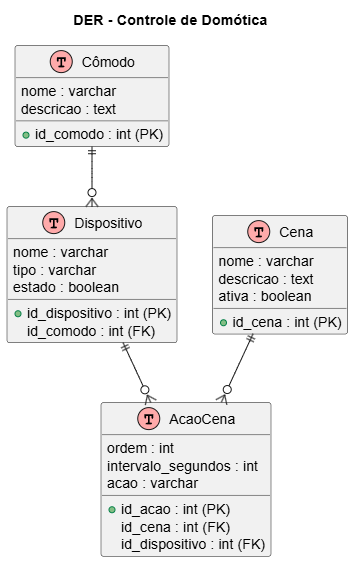 DER - Controle de Domótica
T Cômodo
nome : varchar
descricao : text
id_comodo : int (PK)
T Dispositivo
nome : varchar
tipo : varchar
estado : boolean
id_dispositivo : int (PK)
id_comodo : int (FK)
T Cena
nome : varchar
descricao : text
ativa : boolean
id_cena : int (PK)
T AcaoCena
ordem : int
intervalo_segundos : int
acao : varchar
id_acao : int (PK)
id_cena : int (FK)
id_dispositivo : int (FK)